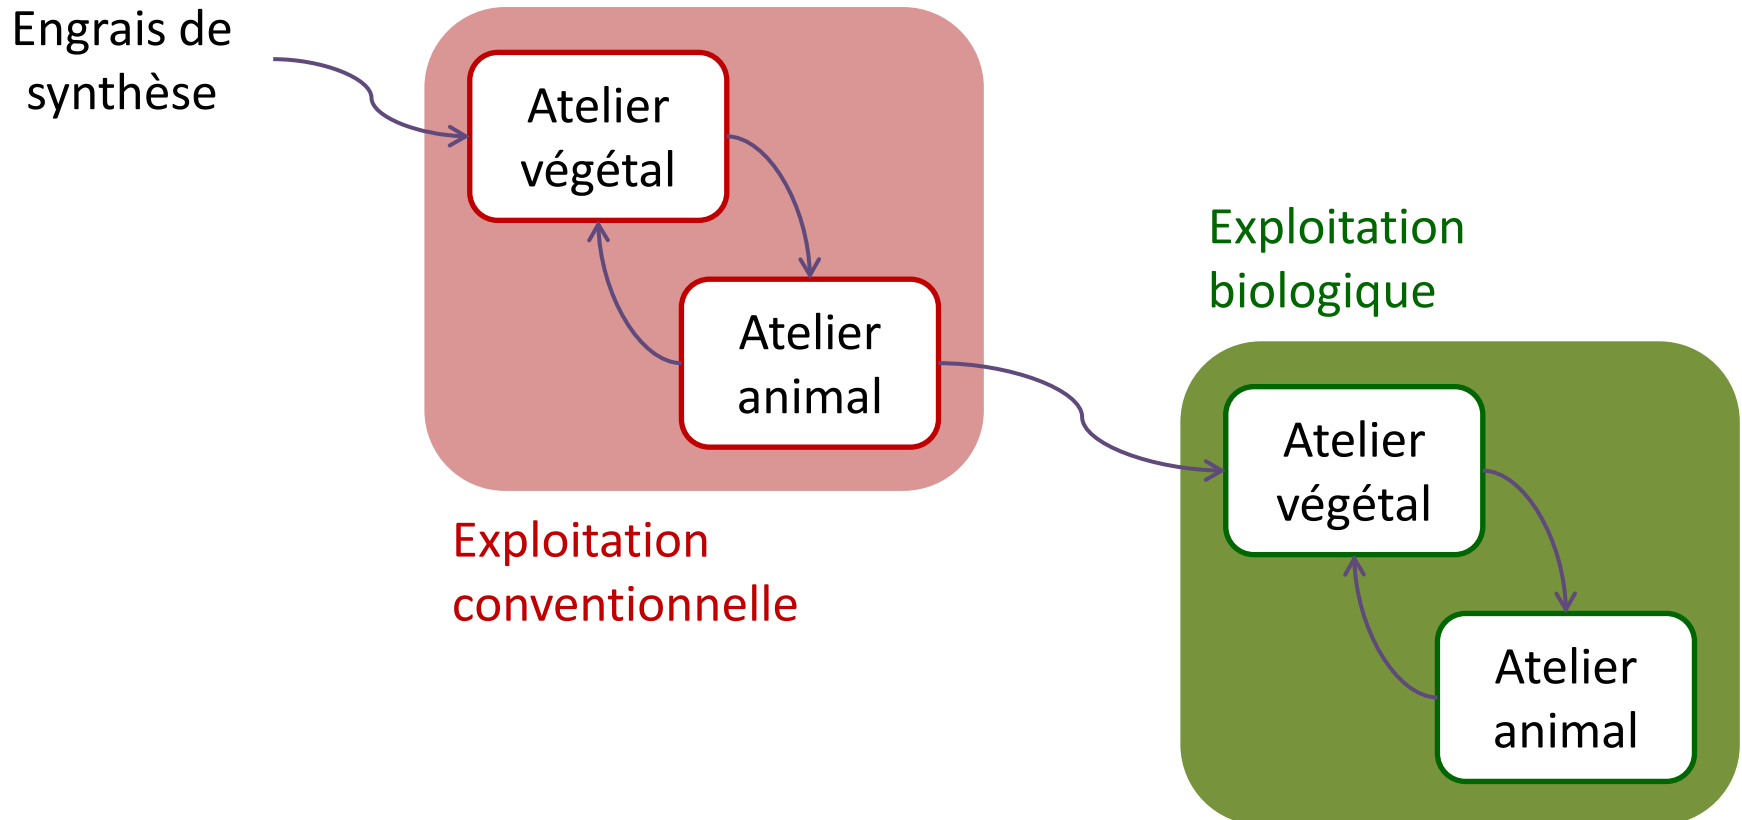 Engrais de
synthèse
Atelier
végétal
Atelier
animal
Exploitation
conventionnelle
Exploitation
biologique
Atelier
végétal
Atelier
animal